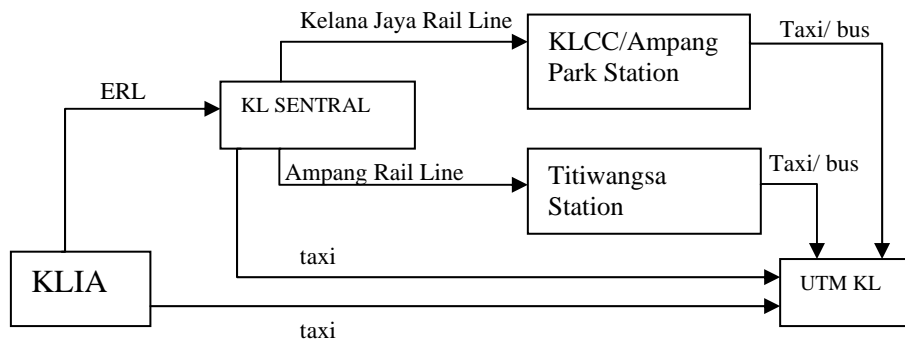 Kelana Jaya Rail Line
KLCC/Ampang
Park Station
Taxi/ bus
ERL
KL SENTRAL
Ampang Rail Line
Titiwangsa
Station
Taxi/ bus
KLIA
taxi
UTM KL
taxi